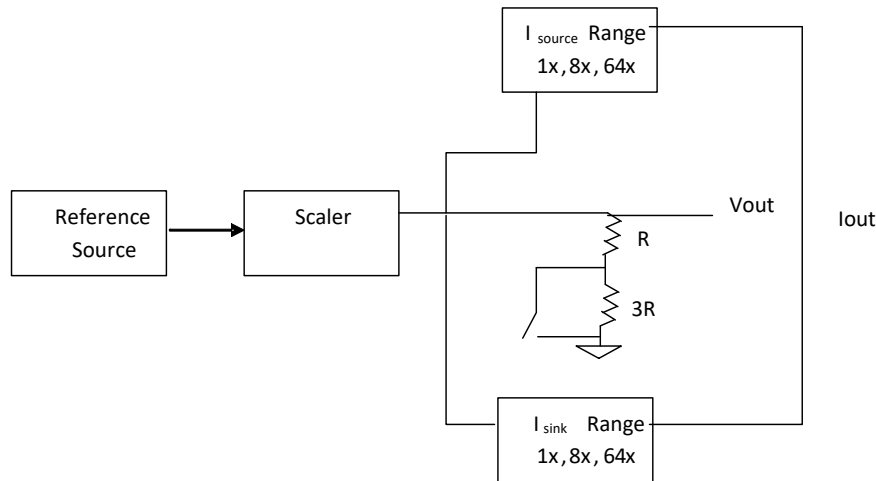 I source Range
1x,8x,64x
Reference
Source
Scaler
Vout
Iout
R
3R
I sink Range
1x,8x,64x